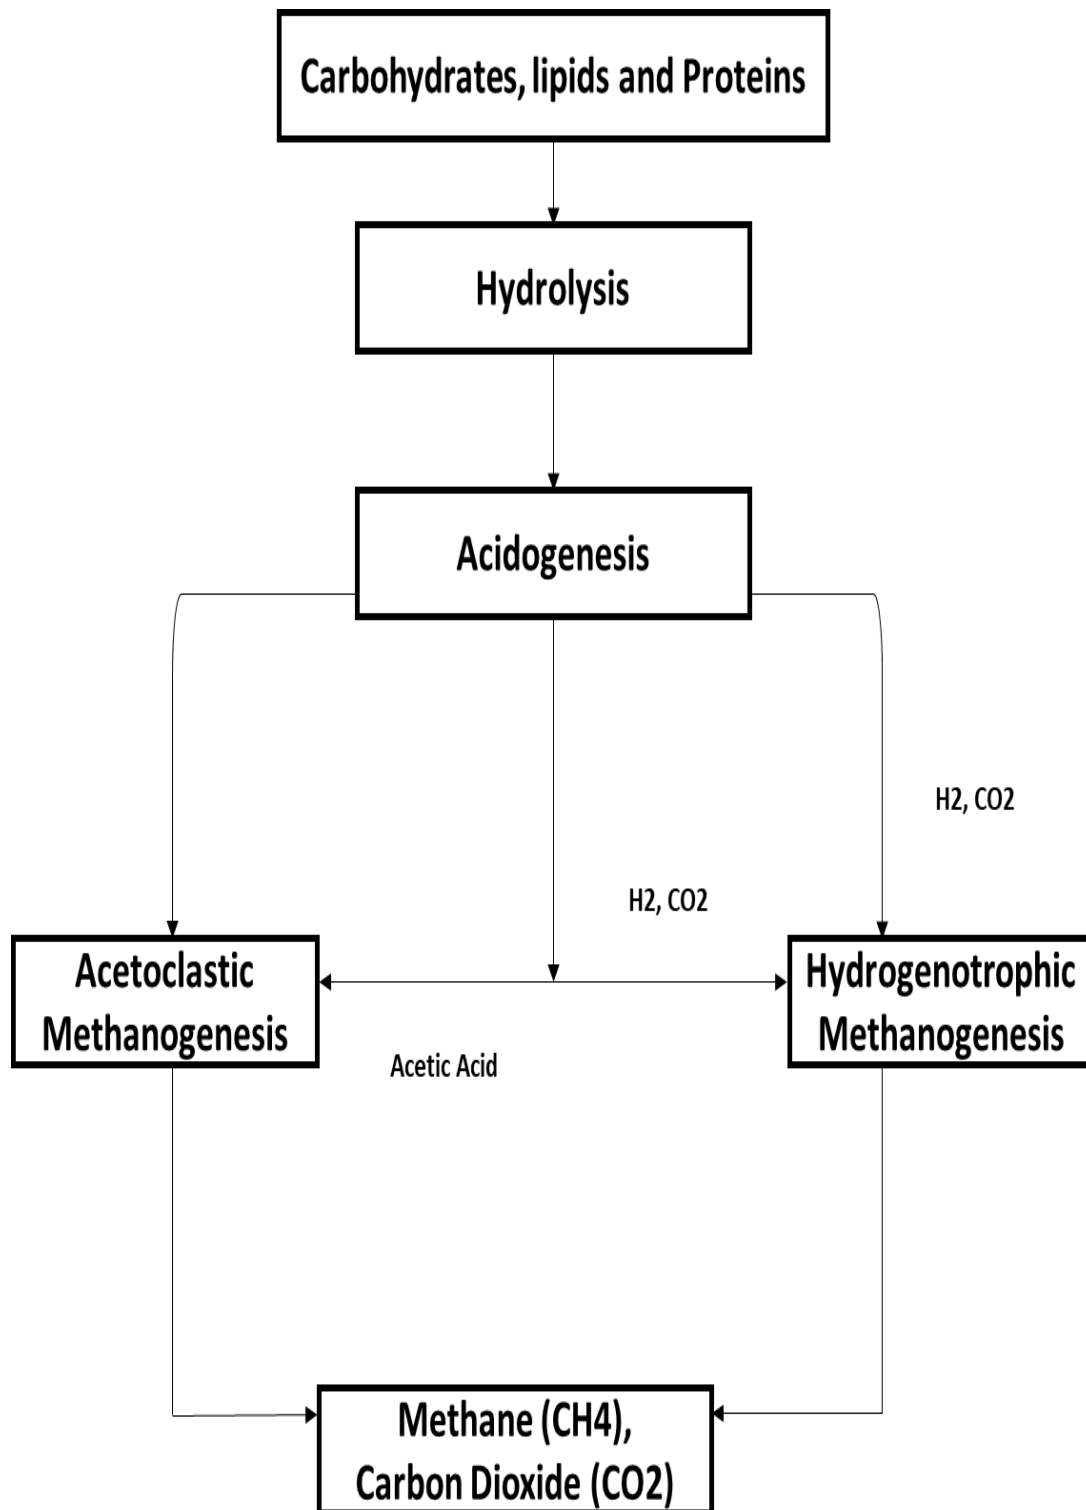 Carbohydrates, lipids and Proteins
Hydrolysis
Acidogenesis
H2, CO2
H2, CO2
Acetoclastic
Methanogenesis
Hydrogenotrophic
Methanogenesis
Acetic Acid
Methane (CH4),
Carbon Dioxide (CO2)